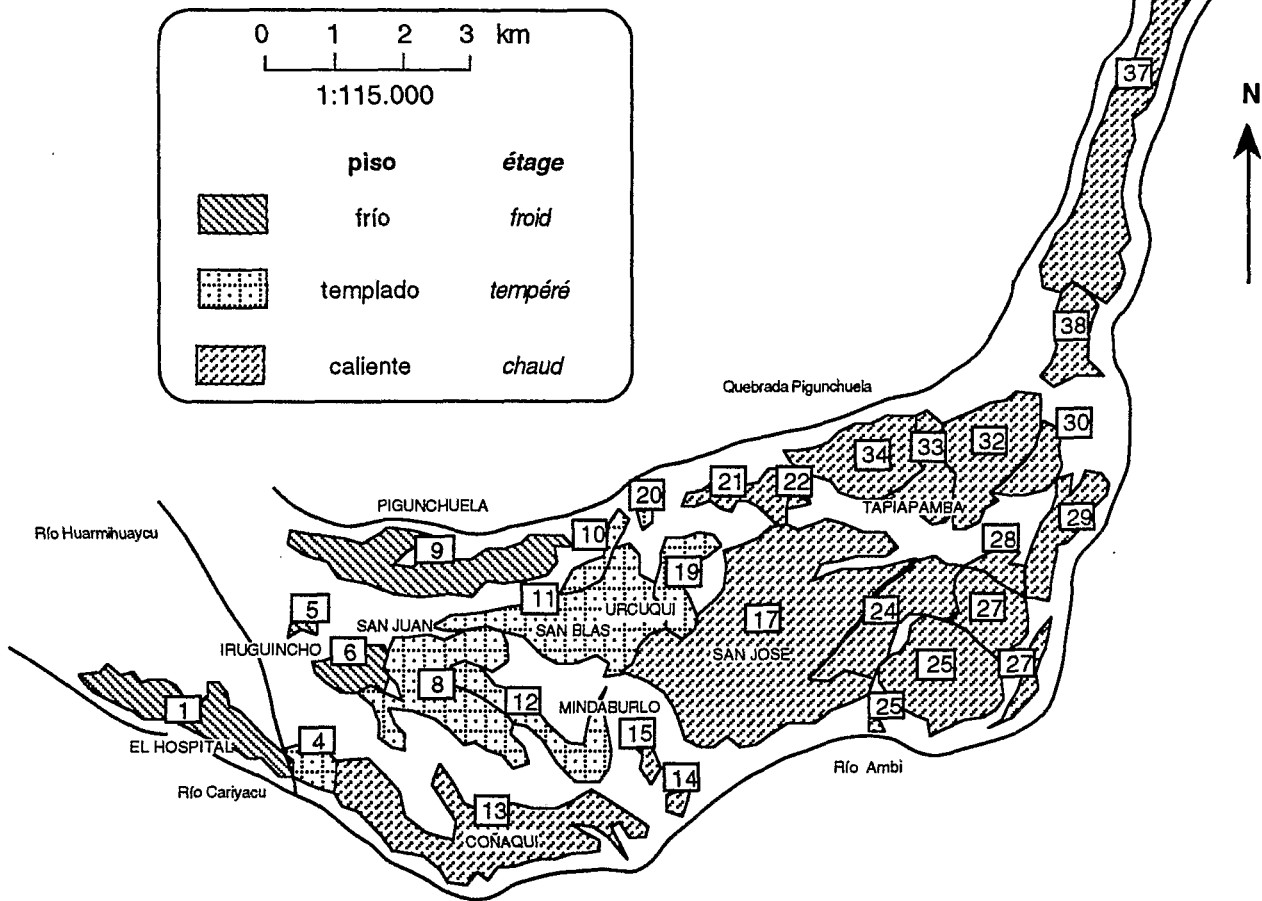 0 1 2 3 km
1:115.000
piso étage
frío froid
templado tempéré
caliente chaud
N
37
38
Quebrada Pigunchuela
30
34 33 32
21 22
20
TAPIAPAMBA
29
PIGUNCHUELA
10
28
Río Huarmihuaycu
9
19
11
URCUQUÍ
5
17
24
27
SAN JUAN
SAN BLAS
IRUGUINCHO
6
SAN JOSE
25
27
8
12
MINDABURLO
25
1
15
EL HOSPITAL
4
Río Ambi
14
Río Cariyacu
13
COÑAQUI